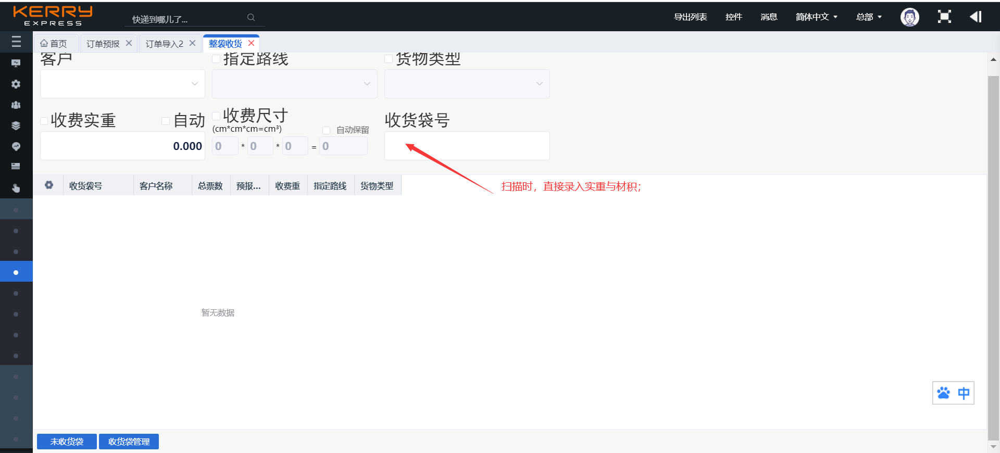 KERRY
EXPRESS
快递到哪儿了...
导出列表 控件 消息 简体中文 总部
首页 订单预报 订单导入2 整袋收货
客户 指定路线 货物类型
收费实重 自动 收费尺寸 收货袋号
(cm*cm*cm=cm³) 自动保留
0.000 0 * 0 * 0 = 0
收货袋号 客户名称 总票数 预报... 收费重 指定路线 货物类型
扫描时，直接录入实重与材积；
暂无数据
中
未收货袋 收货袋管理